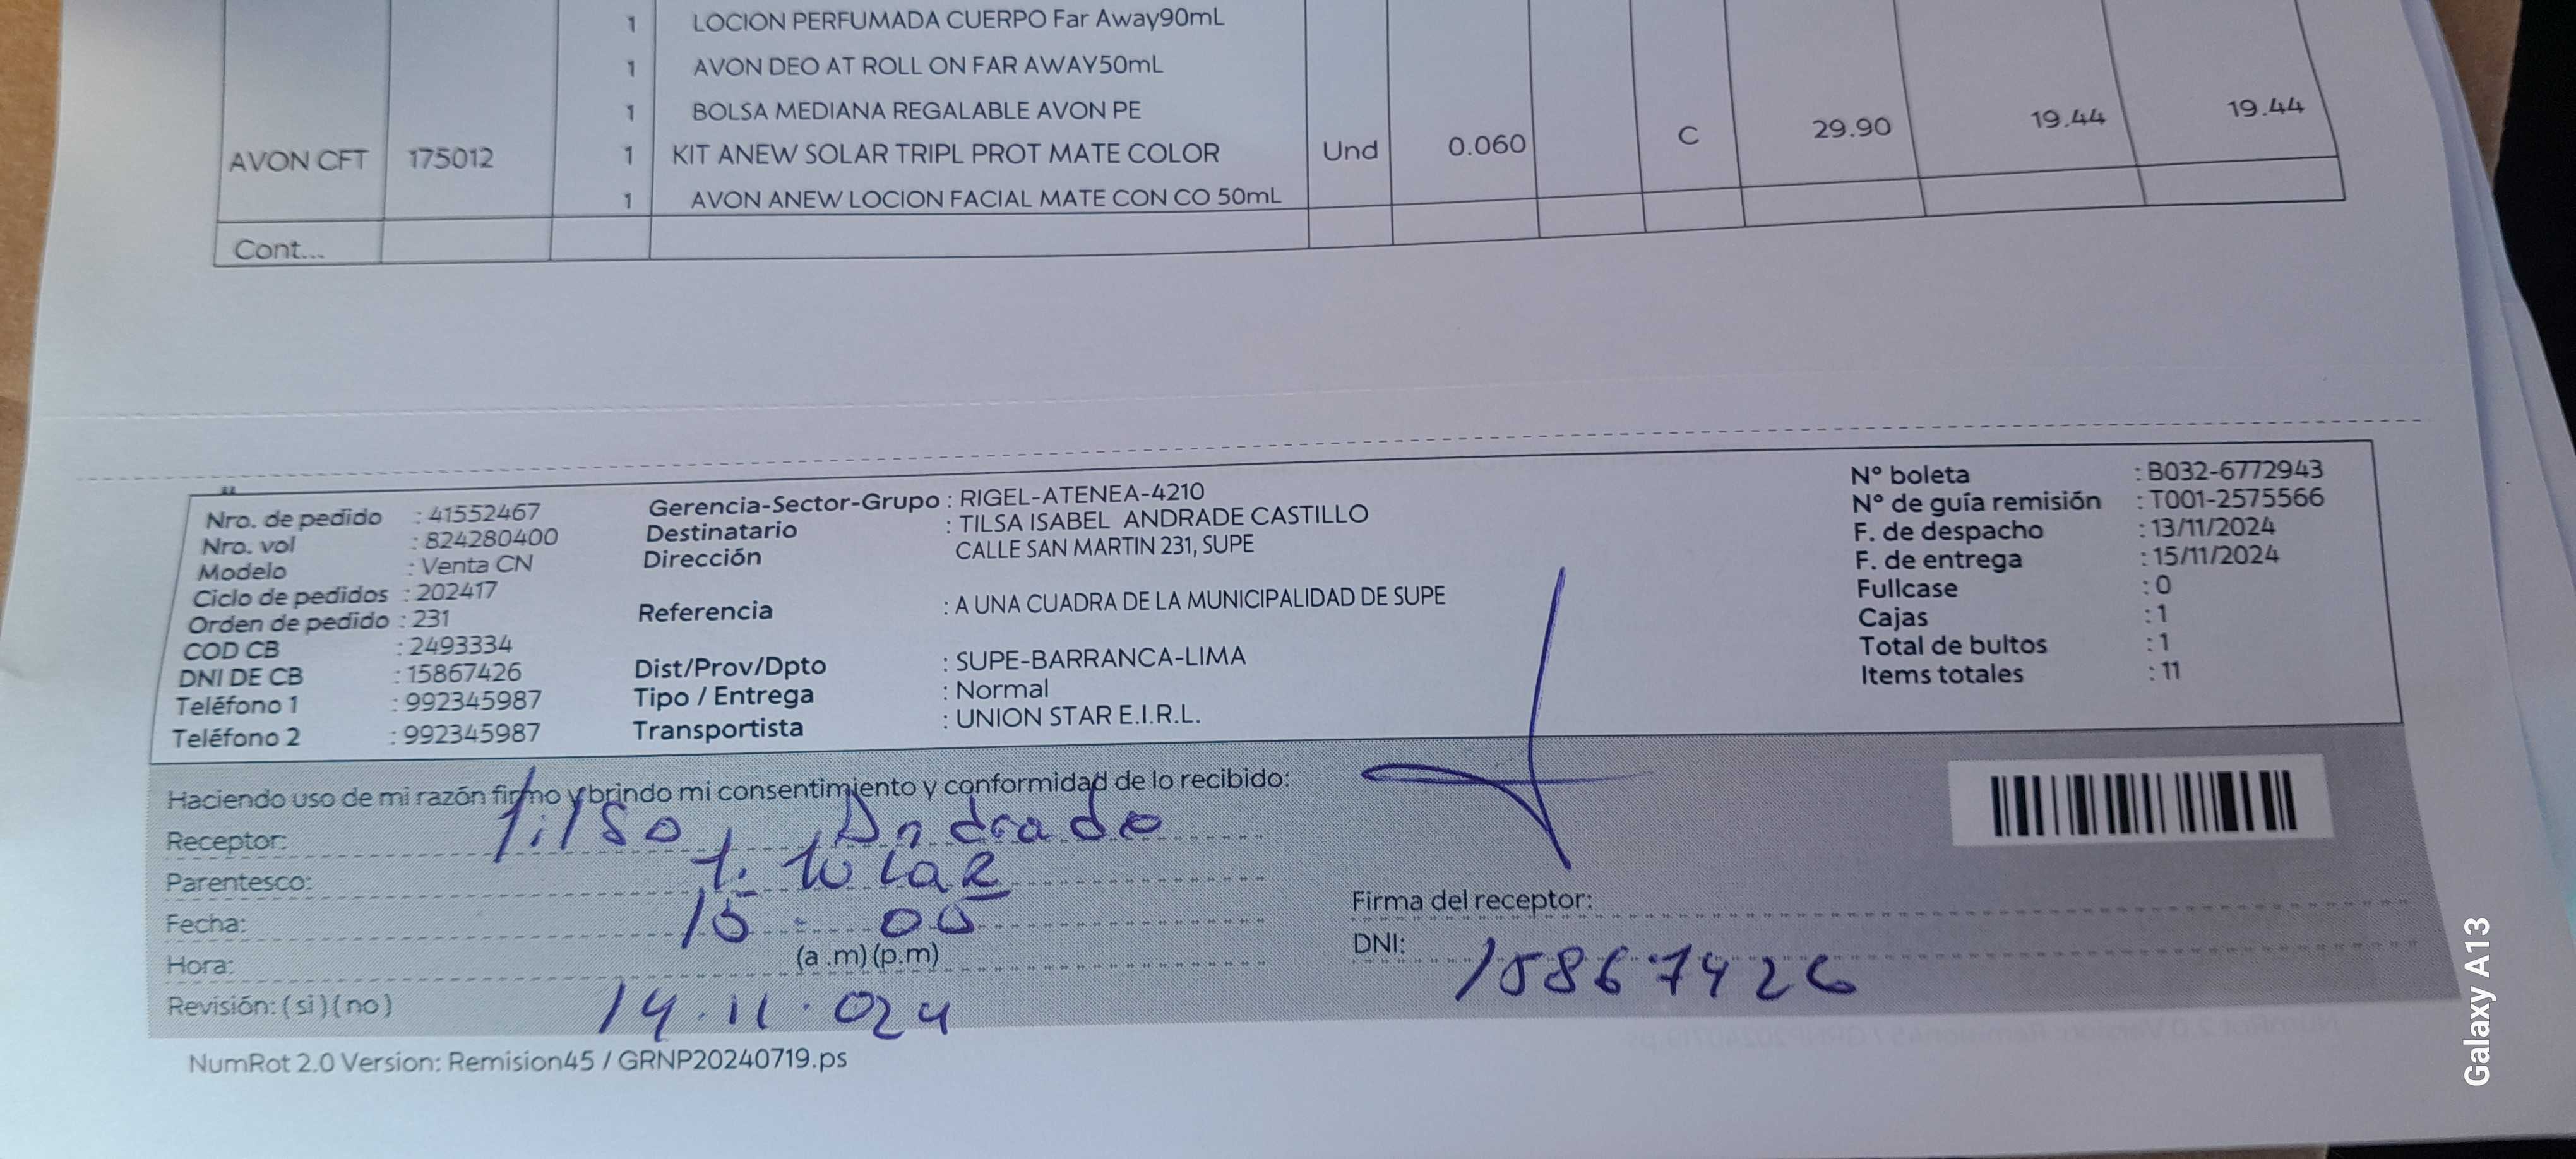 1 LOCION PERFUMADA CUERPO Far Away90mL
1 AVON DEO AT ROLL ON FAR AWAY50mL
1 BOLSA MEDIANA REGALABLE AVON PE
AVON CFT 175012 1 KIT ANEW SOLAR TRIPL PROT MATE COLOR Und 0.060 C 29.90 19.44 19.44
1 AVON ANEW LOCION FACIAL MATE CON CO 50mL
Cont...
Nro. de pedido : 41552467
Nro. vol : 824280400
Modelo : Venta CN
Ciclo de pedidos : 202417
Orden de pedido : 231
COD CB : 2493334
DNI DE CB : 15867426
Teléfono 1 : 992345987
Teléfono 2 : 992345987
Gerencia-Sector-Grupo : RIGEL-ATENEA-4210
Destinatario : TILSA ISABEL ANDRADE CASTILLO
Dirección CALLE SAN MARTIN 231, SUPE
Referencia : A UNA CUADRA DE LA MUNICIPALIDAD DE SUPE
Dist/Prov/Dpto : SUPE-BARRANCA-LIMA
Tipo / Entrega : Normal
Transportista : UNION STAR E.I.R.L.
N° boleta : B032-6772943
N° de guía remisión : T001-2575566
F. de despacho : 13/11/2024
F. de entrega : 15/11/2024
Fullcase : 0
Cajas : 1
Total de bultos : 1
Items totales : 11
Haciendo uso de mi razón firmo y brindo mi consentimiento y conformidad de lo recibido:
Receptor: Tilsa Andrade
Parentesco: titular
Fecha: 15 - 05
Hora: (a .m) (p.m)
Revisión: ( si ) ( no ) 14.11.024
Firma del receptor:
DNI: 15867426
NumRot 2.0 Version: Remision45 / GRNP20240719.ps
Galaxy A13